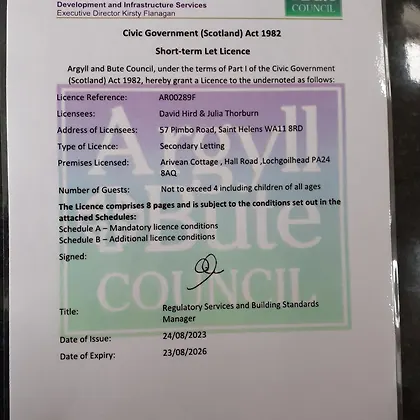 Development and Infrastructure Services
Executive Director Kirsty Flanagan
COUNCIL
Civic Government (Scotland) Act 1982
Short-term Let Licence
Argyll and Bute Council, under the terms of Part I of the Civic Government
(Scotland) Act 1982, hereby grant a Licence to the undernoted as follows:
Licence Reference: AR00289F
Licensees: David Hird & Julia Thorburn
Address of Licensees: 57 Pimbo Road, Saint Helens WA11 8RD
Type of Licence: Secondary Letting
Premises Licensed: Arivean Cottage , Hall Road ,Lochgoilhead PA24
8AQ
Number of Guests: Not to exceed 4 including children of all ages
The Licence comprises 8 pages and is subject to the conditions set out in the
attached Schedules:
Schedule A – Mandatory licence conditions
Schedule B – Additional licence conditions
Signed:
Title: Regulatory Services and Building Standards
Manager
Date of Issue: 24/08/2023
Date of Expiry: 23/08/2026
Argyll
Bute
COUNCIL